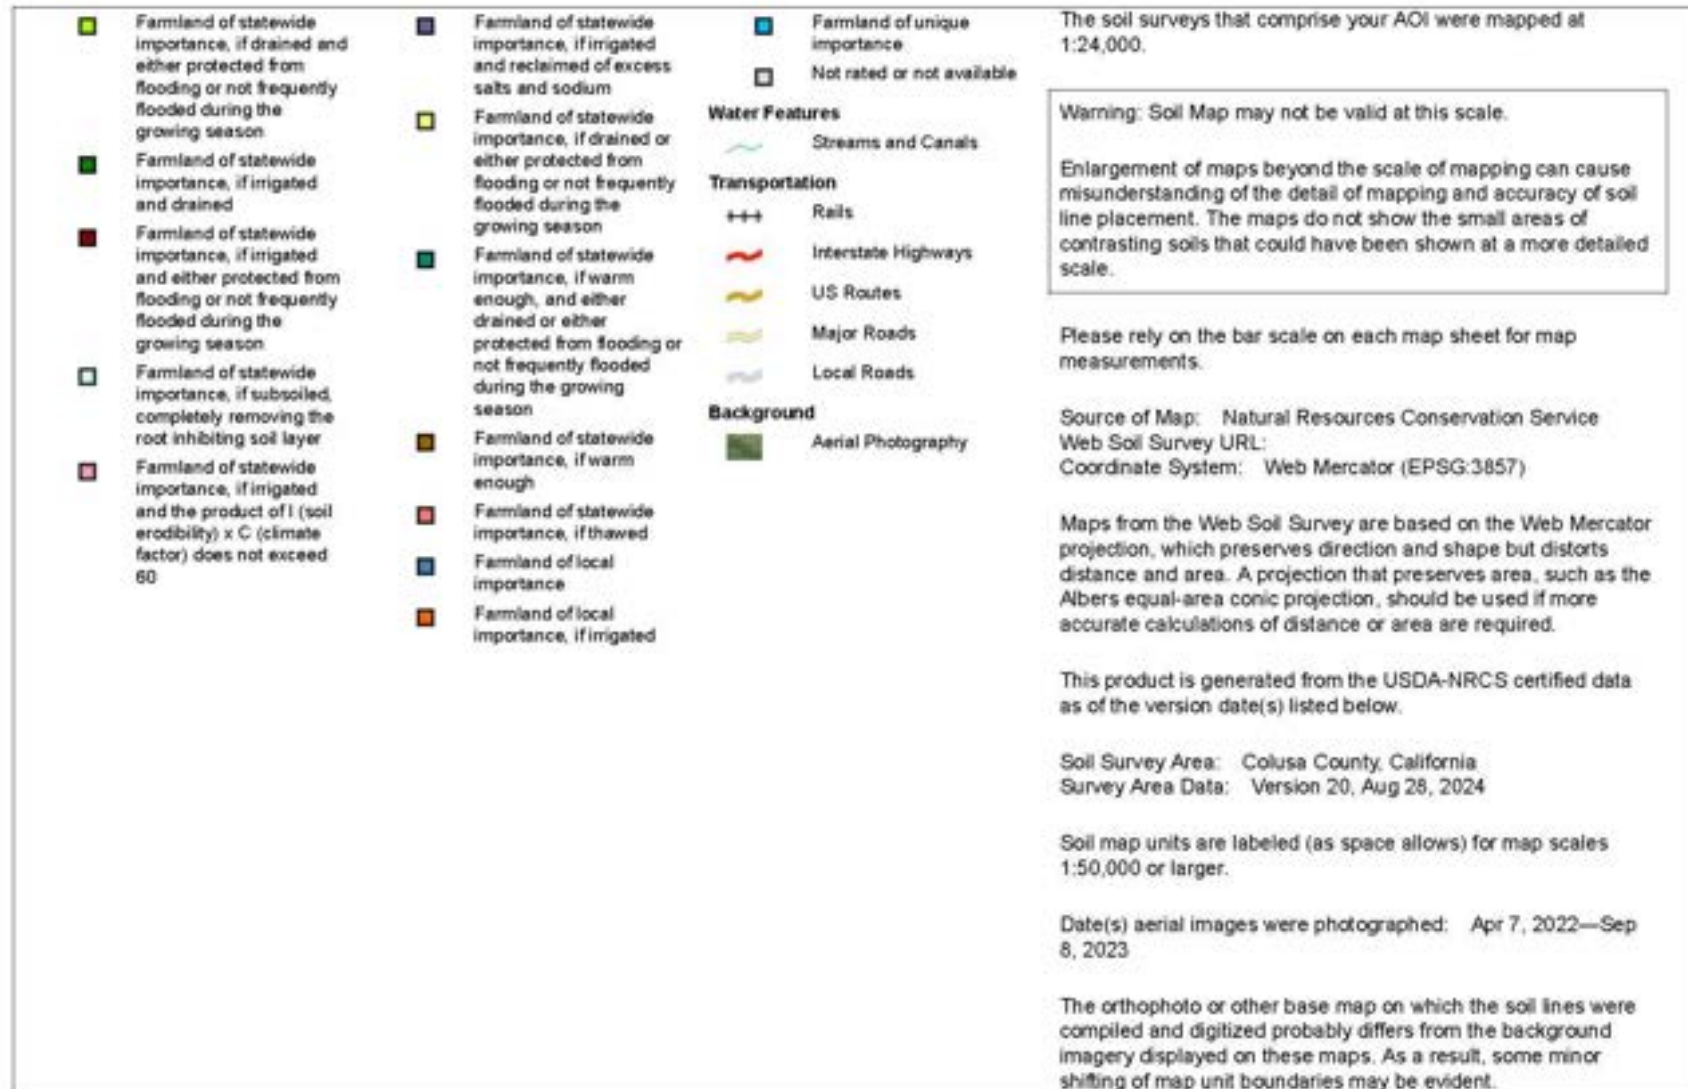 Farmland of statewide
importance, if drained and
either protected from
flooding or not frequently
flooded during the
growing season
Farmland of statewide
importance, if irrigated
and drained
Farmland of statewide
importance, if irrigated
and either protected from
flooding or not frequently
flooded during the
growing season
Farmland of statewide
importance, if subsoiled,
completely removing the
root inhibiting soil layer
Farmland of statewide
importance, if irrigated
and the product of I (soil
erodibility) x C (climate
factor) does not exceed
60
Farmland of statewide
importance, if irrigated
and reclaimed of excess
salts and sodium
Farmland of statewide
importance, if drained or
either protected from
flooding or not frequently
flooded during the
growing season
Farmland of statewide
importance, if warm
enough, and either
drained or either
protected from flooding or
not frequently flooded
during the growing
season
Farmland of statewide
importance, if warm
enough
Farmland of statewide
importance, if thawed
Farmland of local
importance
Farmland of local
importance, if irrigated
Farmland of unique
importance
Not rated or not available
Water Features
Streams and Canals
Transportation
Rails
Interstate Highways
US Routes
Major Roads
Local Roads
Background
Aerial Photography
The soil surveys that comprise your AOI were mapped at
1:24,000.
Warning: Soil Map may not be valid at this scale.
Enlargement of maps beyond the scale of mapping can cause
misunderstanding of the detail of mapping and accuracy of soil
line placement. The maps do not show the small areas of
contrasting soils that could have been shown at a more detailed
scale.
Please rely on the bar scale on each map sheet for map
measurements.
Source of Map: Natural Resources Conservation Service
Web Soil Survey URL:
Coordinate System: Web Mercator (EPSG:3857)
Maps from the Web Soil Survey are based on the Web Mercator
projection, which preserves direction and shape but distorts
distance and area. A projection that preserves area, such as the
Albers equal-area conic projection, should be used if more
accurate calculations of distance or area are required.
This product is generated from the USDA-NRCS certified data
as of the version date(s) listed below.
Soil Survey Area: Colusa County, California
Survey Area Data: Version 20, Aug 28, 2024
Soil map units are labeled (as space allows) for map scales
1:50,000 or larger.
Date(s) aerial images were photographed: Apr 7, 2022—Sep
8, 2023
The orthophoto or other base map on which the soil lines were
compiled and digitized probably differs from the background
imagery displayed on these maps. As a result, some minor
shifting of map unit boundaries may be evident.